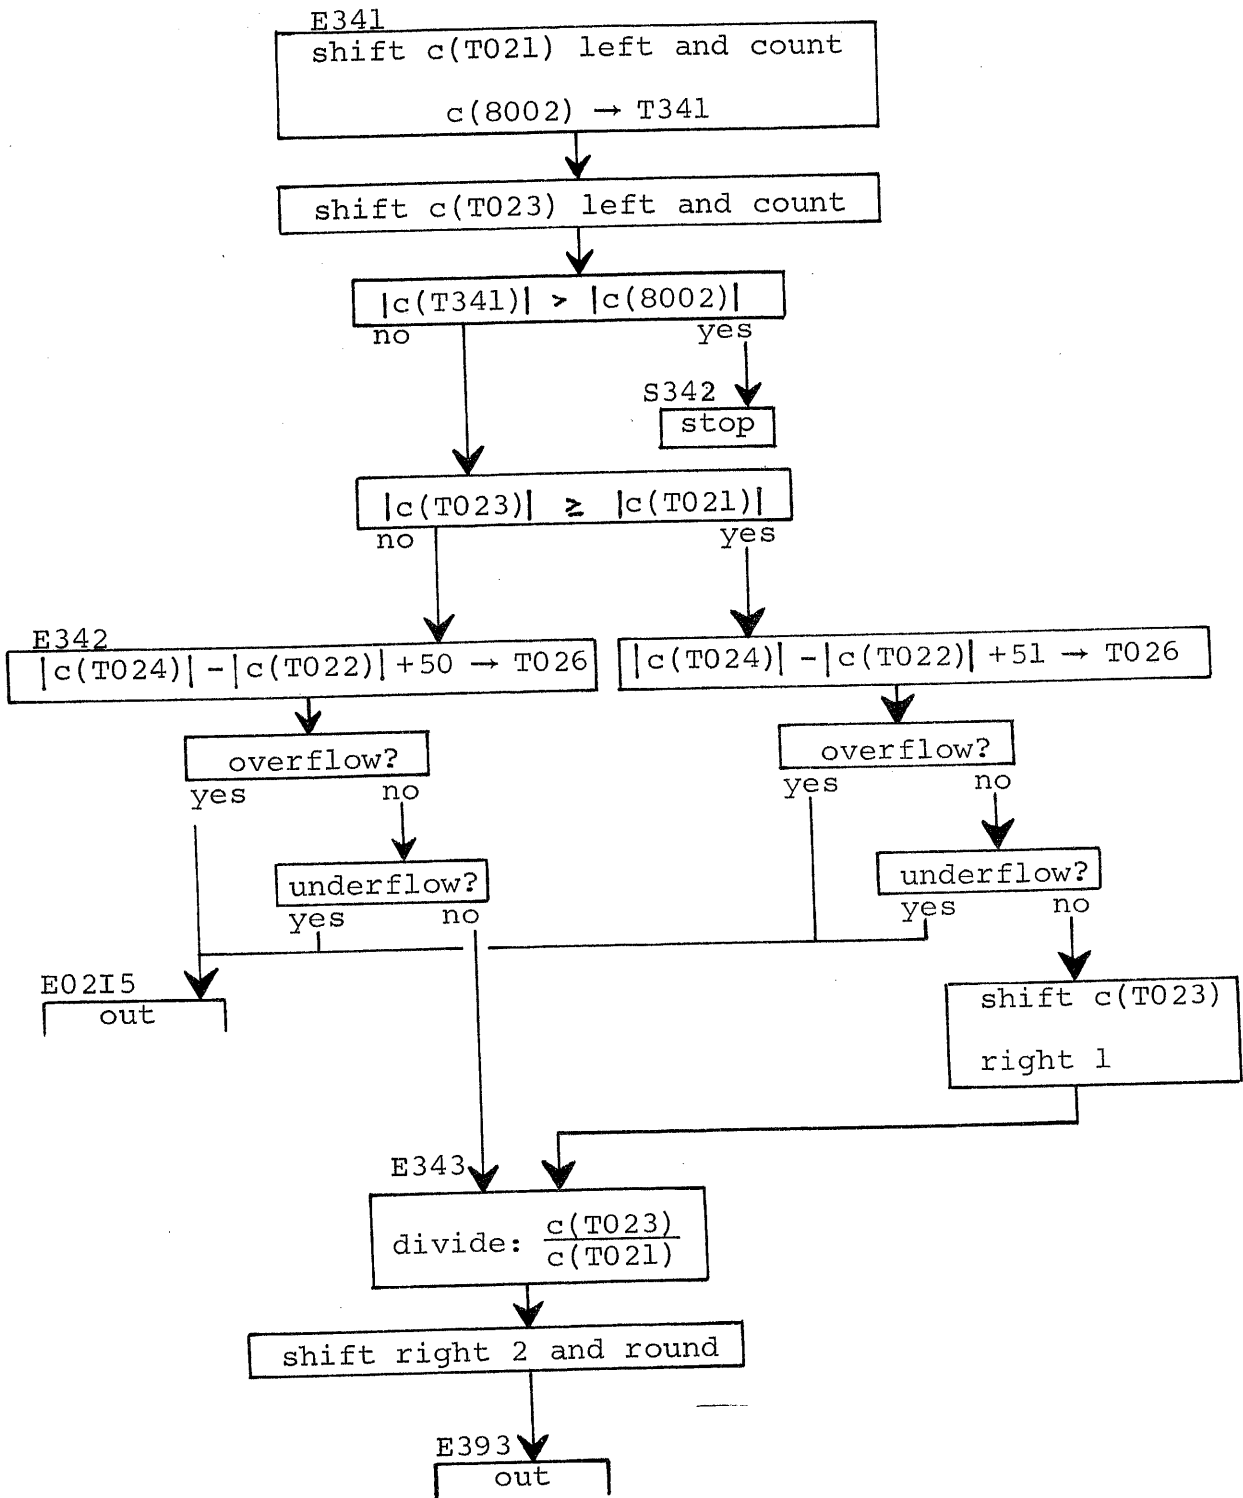 E341
shift c(T021) left and count
c(8002) → T341
shift c(T023) left and count
|c(T341)| > |c(8002)|
no yes
S342
stop
|c(T023)| ≥ |c(T021)|
no yes
E342
|c(T024)| - |c(T022)| +50 → T026
|c(T024)| - |c(T022)| +51 → T026
overflow? overflow?
yes no yes no
underflow? underflow?
yes no yes no
E02I5
out
shift c(T023)
right 1
E343
divide: c(T023)
c(T021)
shift right 2 and round
E393
out